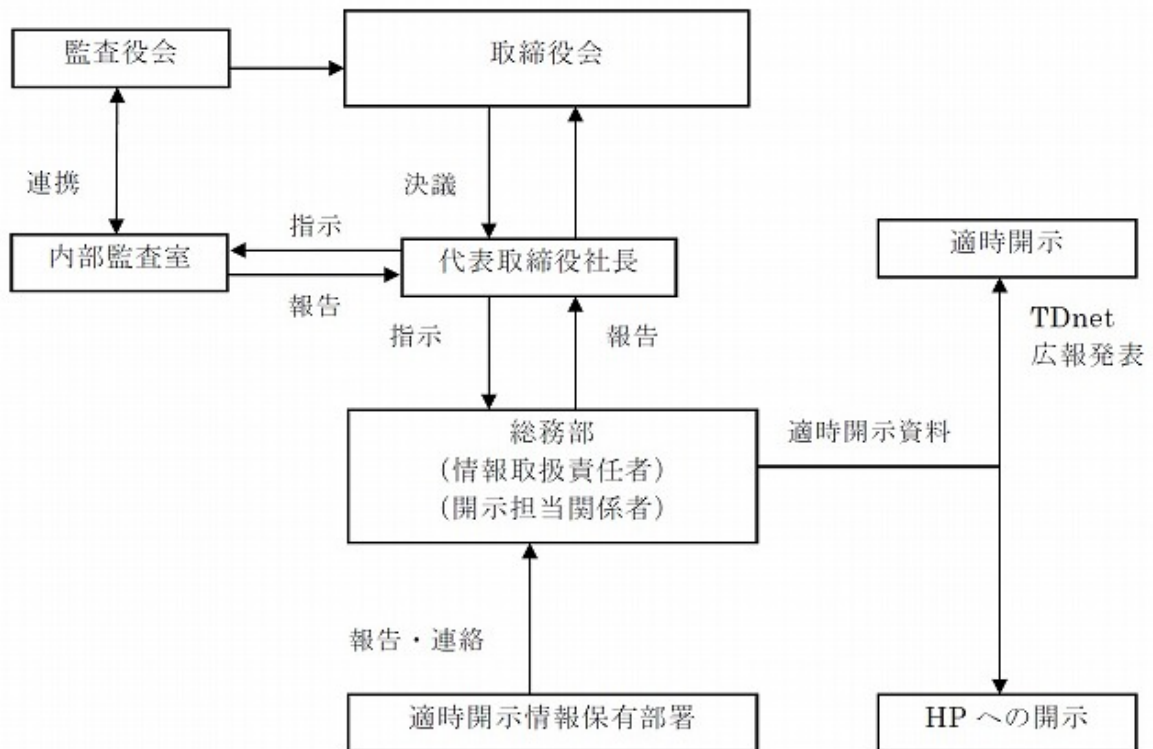 監査役会
取締役会
連携
決議
指示
内部監査室
代表取締役社長
適時開示
報告
指示
報告
TDnet
広報発表
総務部
(情報取扱責任者)
(開示担当関係者)
適時開示資料
報告・連絡
適時開示情報保有部署
HP への開示